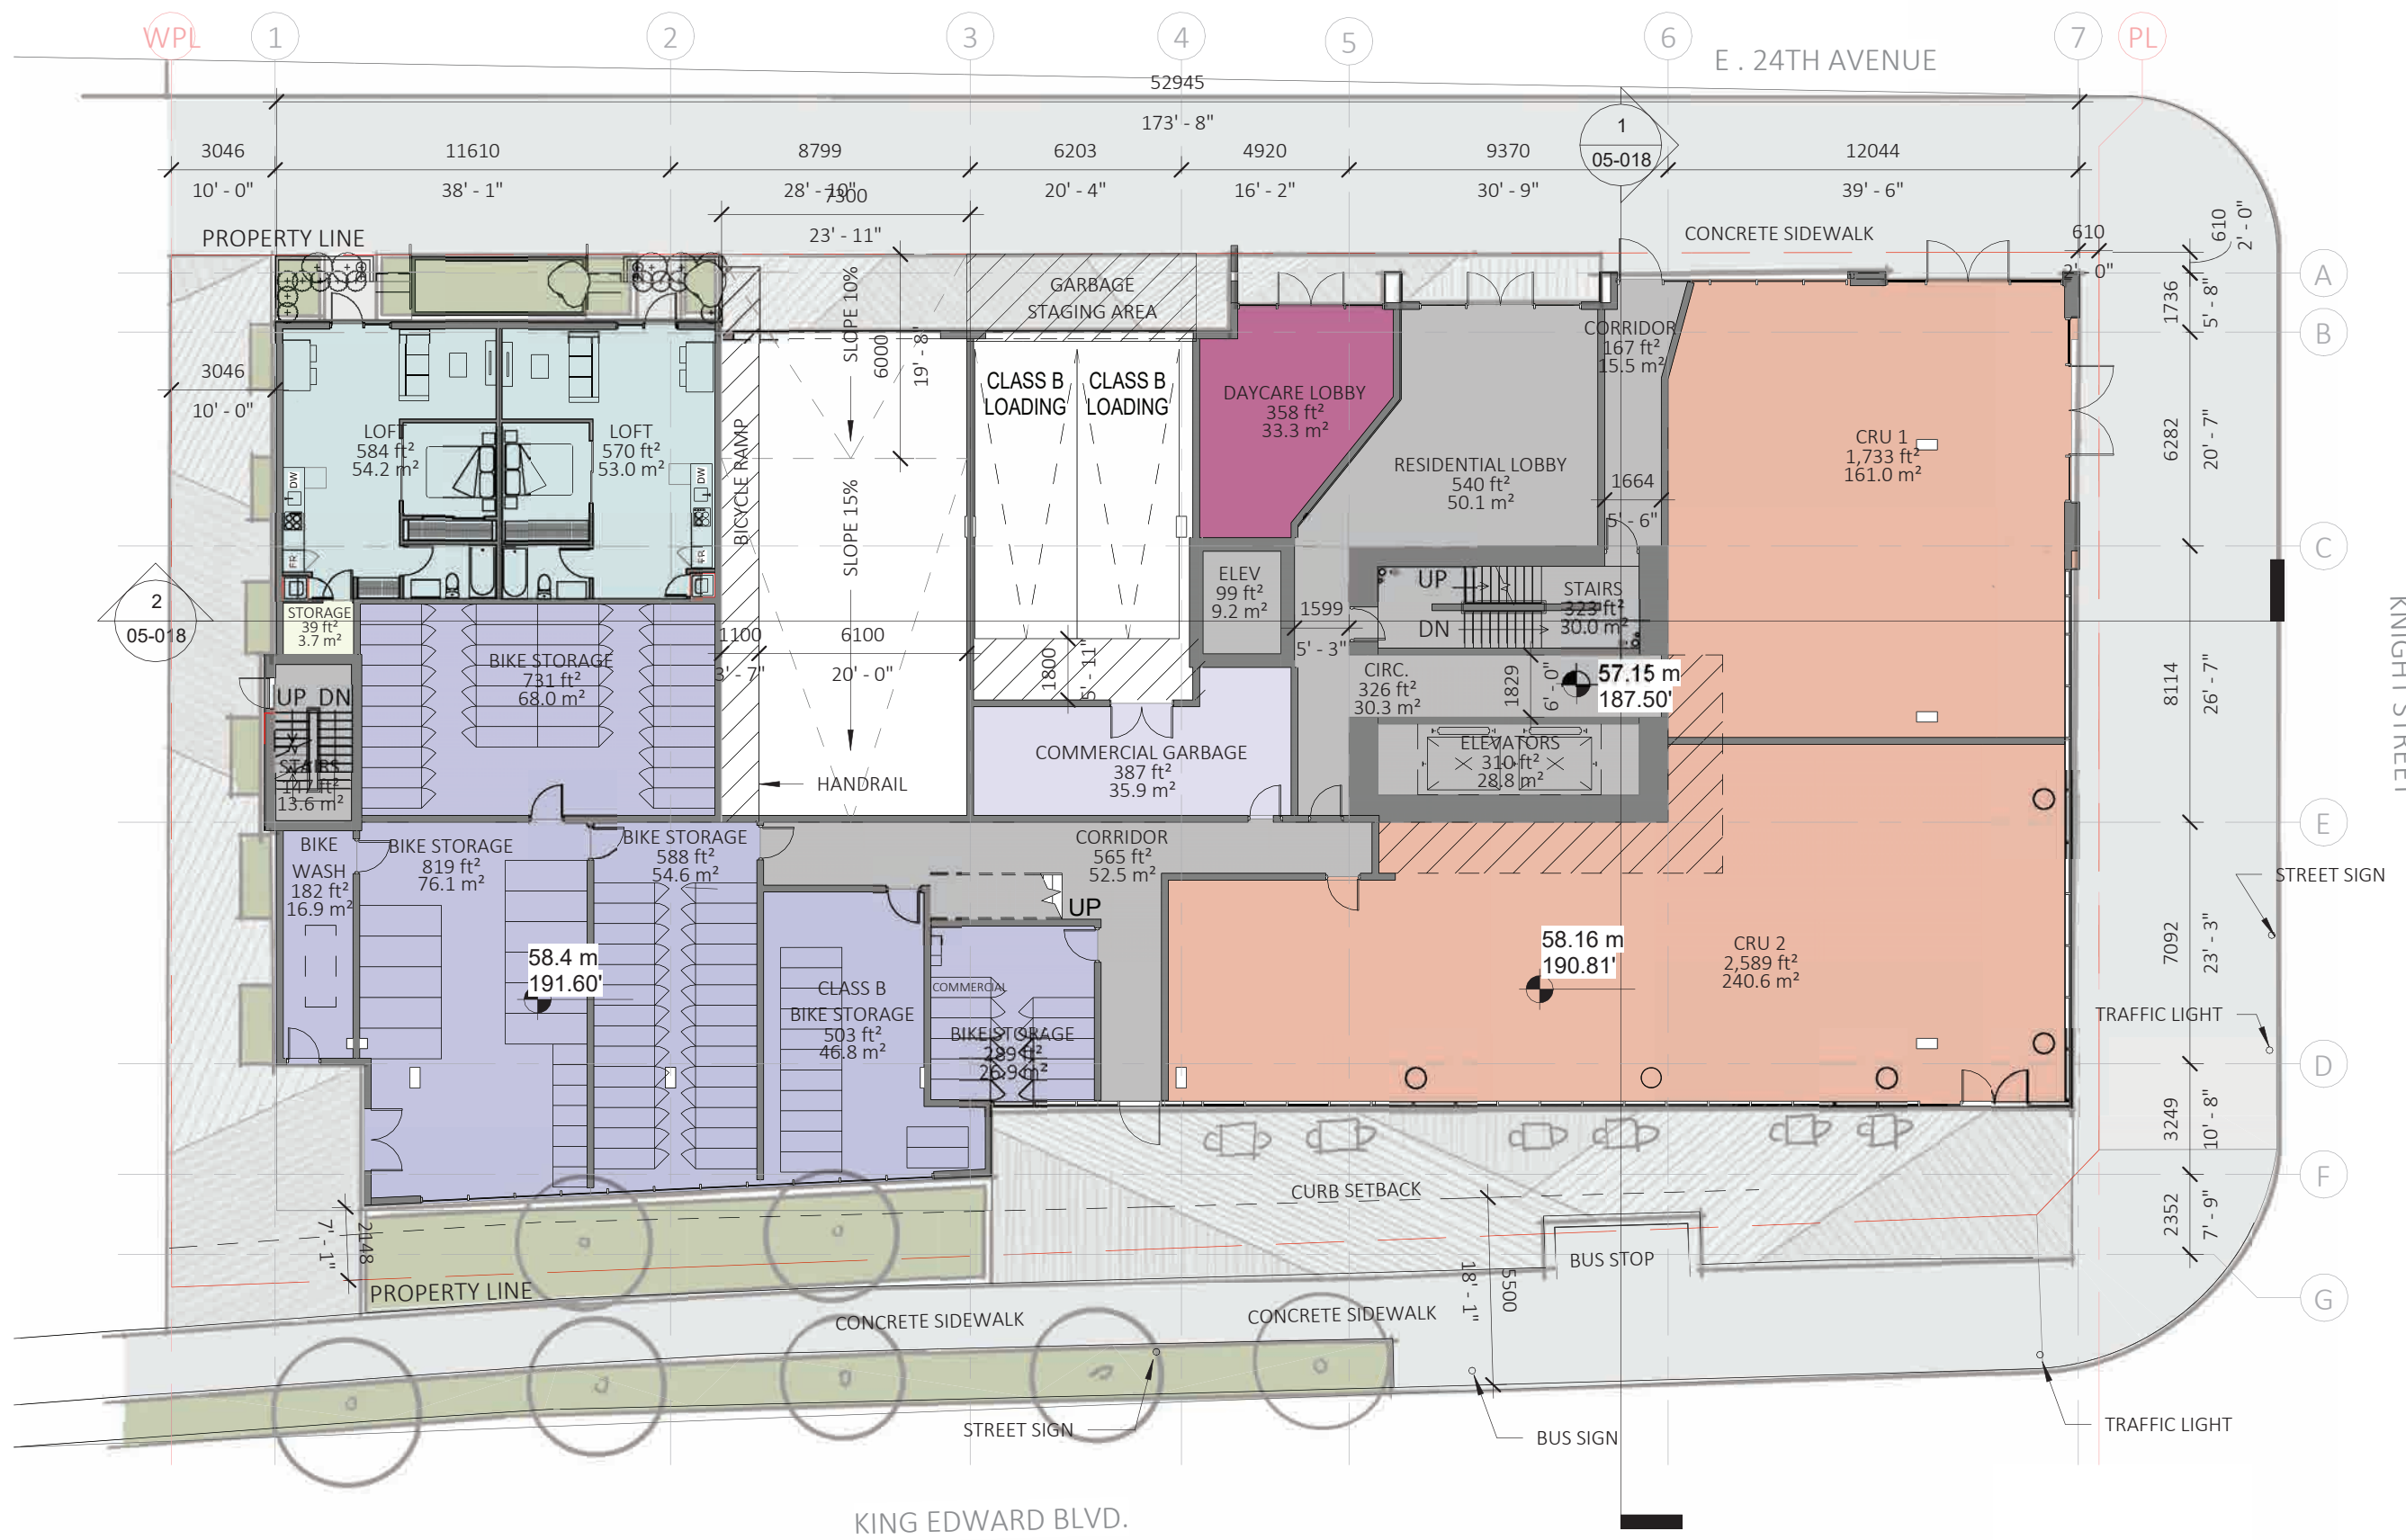 WPL
1
2
3
4
5
6
7
PL
E . 24TH AVENUE
52945
173' - 8"
1
05-018
3046
11610
8799
6203
4920
9370
12044
10' - 0"
38' - 1"
28' - 10"
20' - 4"
16' - 2"
30' - 9"
39' - 6"
7300
23' - 11"
610
2' - 0"
PROPERTY LINE
CONCRETE SIDEWALK
610
2' - 0"
A
GARBAGE
STAGING AREA
SLOPE 10%
6000
19' - 8"
1736
5' - 8"
B
CORRIDOR
167 ft²
15.5 m²
3046
10' - 0"
CLASS B
LOADING
CLASS B
LOADING
DAYCARE LOBBY
358 ft²
33.3 m²
LOFT
584 ft²
54.2 m²
LOFT
570 ft²
53.0 m²
DW
DW
FR
FR
BICYCLE RAMP
SLOPE 15%
RESIDENTIAL LOBBY
540 ft²
50.1 m²
1664
5' - 6"
CRU 1
1,733 ft²
161.0 m²
6282
20' - 7"
C
2
05-018
STORAGE
39 ft²
3.7 m²
ELEV
99 ft²
9.2 m²
1599
5' - 3"
UP
DN
STAIRS
323 ft²
30.0 m²
KNIGHT STREET
BIKE STORAGE
731 ft²
68.0 m²
1100
3' - 7"
6100
20' - 0"
1800
5' - 11"
CIRC.
326 ft²
30.3 m²
1829
6' - 0"
57.15 m
187.50'
8114
26' - 7"
UP DN
STAIRS
147 ft²
13.6 m²
HANDRAIL
COMMERCIAL GARBAGE
387 ft²
35.9 m²
ELEVATORS
310 ft²
28.8 m²
E
BIKE
WASH
182 ft²
16.9 m²
BIKE STORAGE
819 ft²
76.1 m²
BIKE STORAGE
588 ft²
54.6 m²
CORRIDOR
565 ft²
52.5 m²
UP
STREET SIGN
58.4 m
191.60'
CLASS B
BIKE STORAGE
503 ft²
46.8 m²
COMMERCIAL
BIKE STORAGE
289 ft²
26.9 m²
58.16 m
190.81'
CRU 2
2,589 ft²
240.6 m²
7092
23' - 3"
TRAFFIC LIGHT
D
3249
10' - 8"
F
CURB SETBACK
2148
7' - 1"
2352
7' - 9"
BUS STOP
PROPERTY LINE
5500
18' - 1"
G
CONCRETE SIDEWALK
CONCRETE SIDEWALK
STREET SIGN
BUS SIGN
TRAFFIC LIGHT
KING EDWARD BLVD.